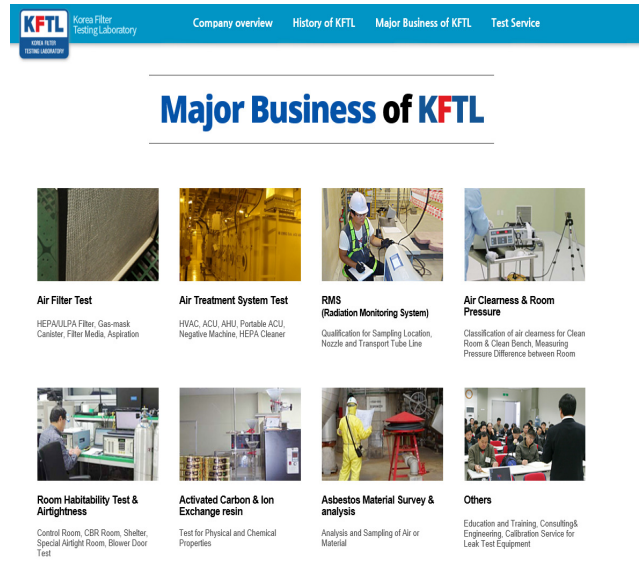 KFTL
KOREA FILTER
TESTING LABORATORY
Korea Filter
Testing Laboratory
Company overview
History of KFTL
Major Business of KFTL
Test Service
Major Business of KFTL
Air Filter Test
HEPA/ULPA Filter, Gas-mask
Canister, Filter Media, Aspiration
Air Treatment System Test
HVAC, ACU, AHU, Portable ACU,
Negative Machine, HEPA Cleaner
RMS
(Radiation Monitoring System)
Qualification for Sampling Location,
Nozzle and Transport Tube Line
Air Clearness & Room
Pressure
Classification of air clearness for Clean
Room & Clean Bench, Measuring
Pressure Difference between Room
Room Habitability Test &
Airtightness
Control Room, CBR Room, Shelter,
Special Airtight Room, Blower Door
Test
Activated Carbon & Ion
Exchange resin
Test for Physical and Chemical
Properties
Asbestos Material Survey &
analysis
Analysis and Sampling of Air or
Material
Others
Education and Training, Consulting&
Engineering, Calibration Service for
Leak Test Equipment